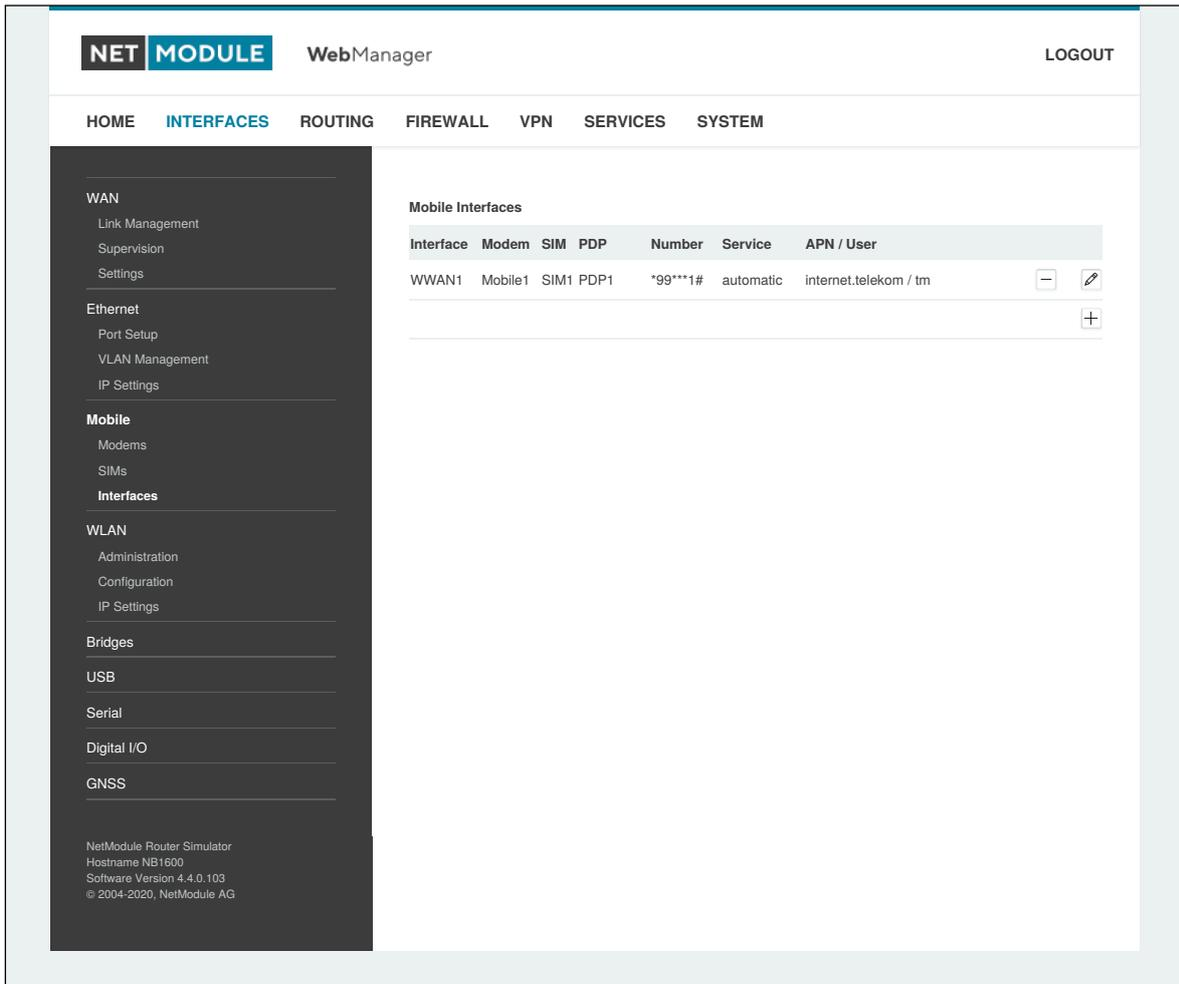 NET MODULE WebManager LOGOUT
HOME INTERFACES ROUTING FIREWALL VPN SERVICES SYSTEM
WAN
Link Management
Supervision
Settings
Ethernet
Port Setup
VLAN Management
IP Settings
Mobile
Modems
SIMs
Interfaces
WLAN
Administration
Configuration
IP Settings
Bridges
USB
Serial
Digital I/O
GNSS
NetModule Router Simulator
Hostname NB1600
Software Version 4.4.0.103
© 2004-2020, NetModule AG
Mobile Interfaces
Interface Modem SIM PDP Number Service APN / User
WWAN1 Mobile1 SIM1 PDP1 *99***1# automatic internet.telekom / tm